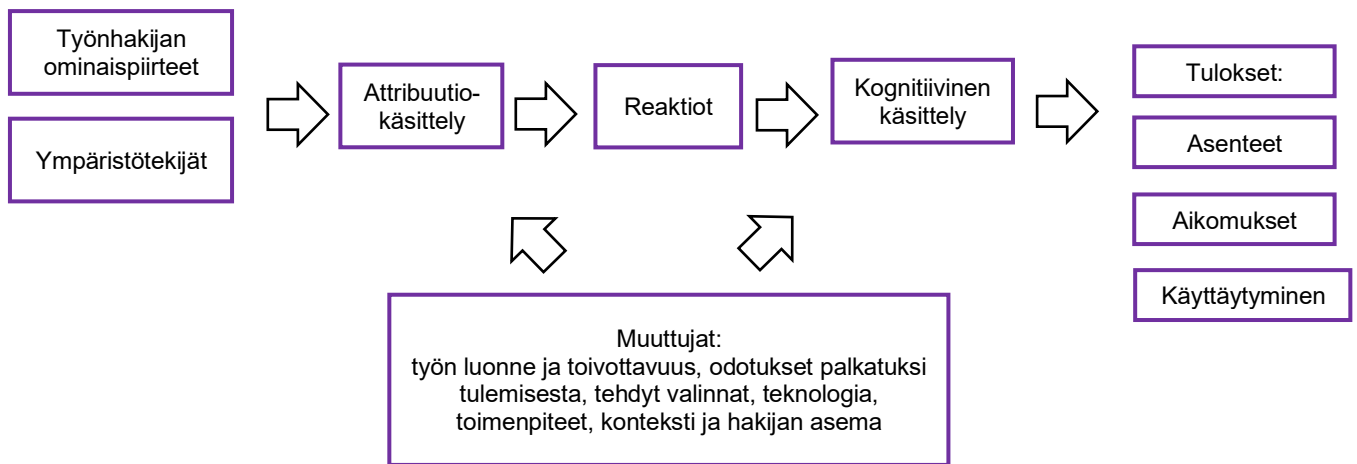 Työnhakijan
ominaispiirteet
Ympäristötekijät
Attribuutio-
käsittely
Reaktiot
Kognitiivinen
käsittely
Tulokset:
Asenteet
Aikomukset
Käyttäytyminen
Muuttujat:
työn luonne ja toivottavuus, odotukset palkatuksi
tulemisesta, tehdyt valinnat, teknologia,
toimenpiteet, konteksti ja hakijan asema